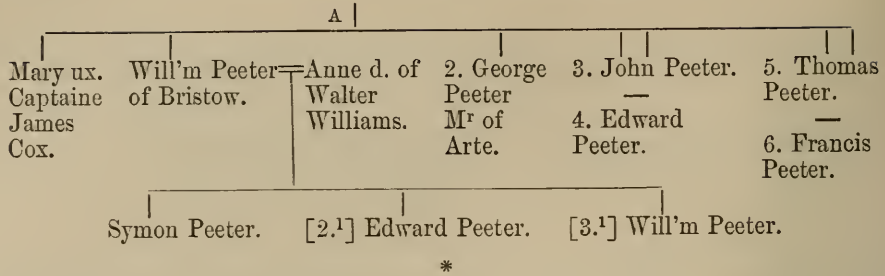 A
Mary ux. Captaine James Cox.
Will'm Peeter of Bristow.
Anne d. of Walter Williams.
2. George Peeter Mʳ of Arte.
3. John Peeter.
—
4. Edward Peeter.
5. Thomas Peeter.
—
6. Francis Peeter.
Symon Peeter. [2.¹] Edward Peeter. [3.¹] Will'm Peeter.
*